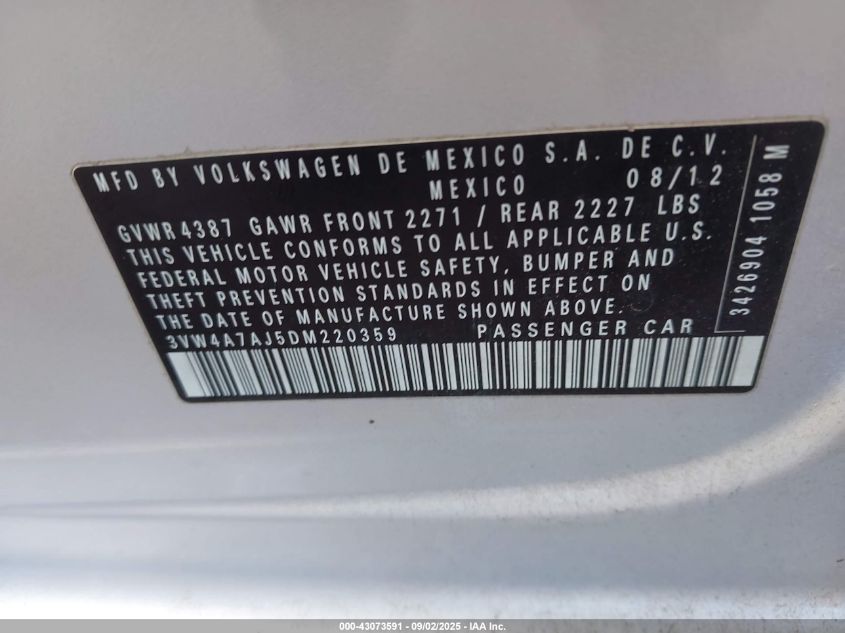 MFD BY VOLKSWAGEN DE MEXICO S.A. DE C.V.
MEXICO 08/12
GVWR 4387 GAWR FRONT 2271 / REAR 2227 LBS
THIS VEHICLE CONFORMS TO ALL APPLICABLE U.S.
FEDERAL MOTOR VEHICLE SAFETY, BUMPER AND
THEFT PREVENTION STANDARDS IN EFFECT ON
THE DATE OF MANUFACTURE SHOWN ABOVE.
3VW4A7AJ5DM220359 PASSENGER CAR
3426904 1058 M
000-43073591 - 09/02/2025 - IAA Inc.